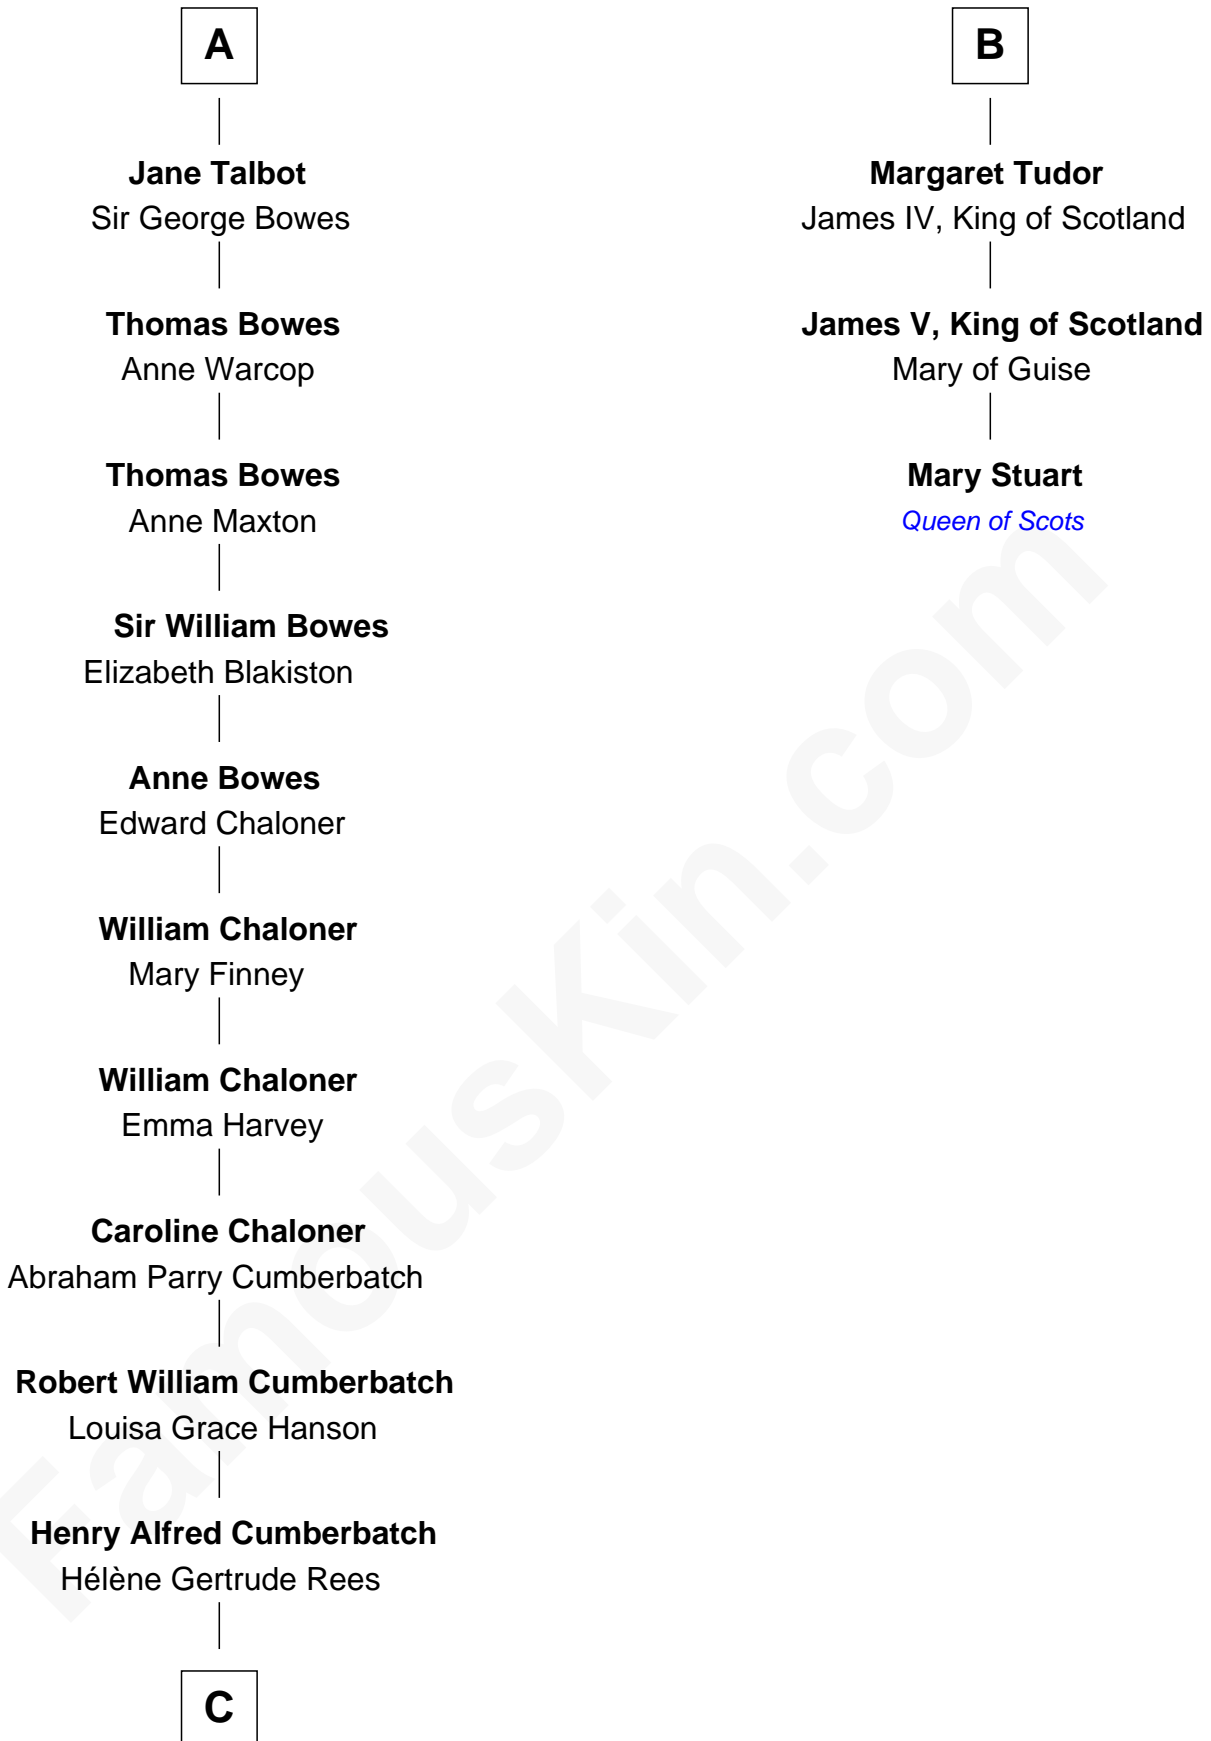 A
Jane Talbot
Sir George Bowes
Thomas Bowes
Anne Warcop
Thomas Bowes
Anne Maxton
Sir William Bowes
Elizabeth Blakiston
Anne Bowes
Edward Chaloner
William Chaloner
Mary Finney
William Chaloner
Emma Harvey
Caroline Chaloner
Abraham Parry Cumberbatch
Robert William Cumberbatch
Louisa Grace Hanson
Henry Alfred Cumberbatch
Hélène Gertrude Rees
C
B
Margaret Tudor
James IV, King of Scotland
James V, King of Scotland
Mary of Guise
Mary Stuart
Queen of Scots
FamousKin.com